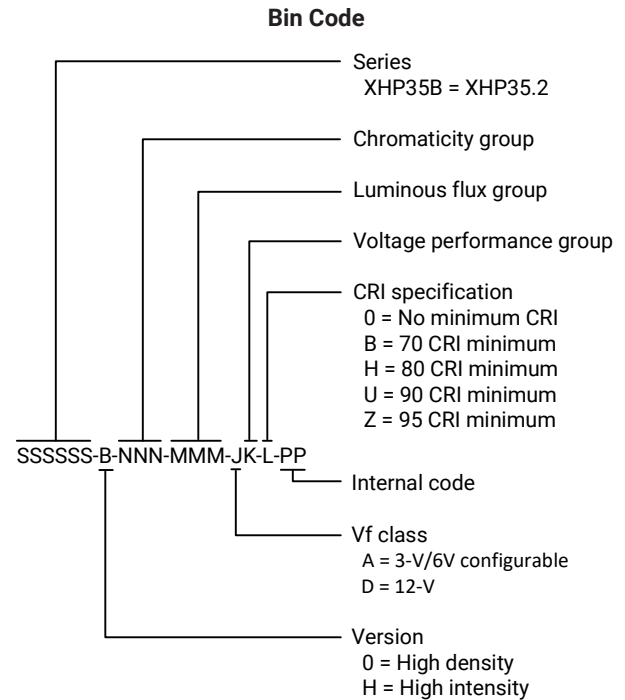 Bin Code
Series
XHP35B = XHP35.2
Chromaticity group
Luminous flux group
Voltage performance group
CRI specification
0 = No minimum CRI
B = 70 CRI minimum
H = 80 CRI minimum
U = 90 CRI minimum
Z = 95 CRI minimum
SSSSSS-B-NNN-MMM-JK-L-PP
Internal code
Vf class
A = 3-V/6V configurable
D = 12-V
Version
0 = High density
H = High intensity